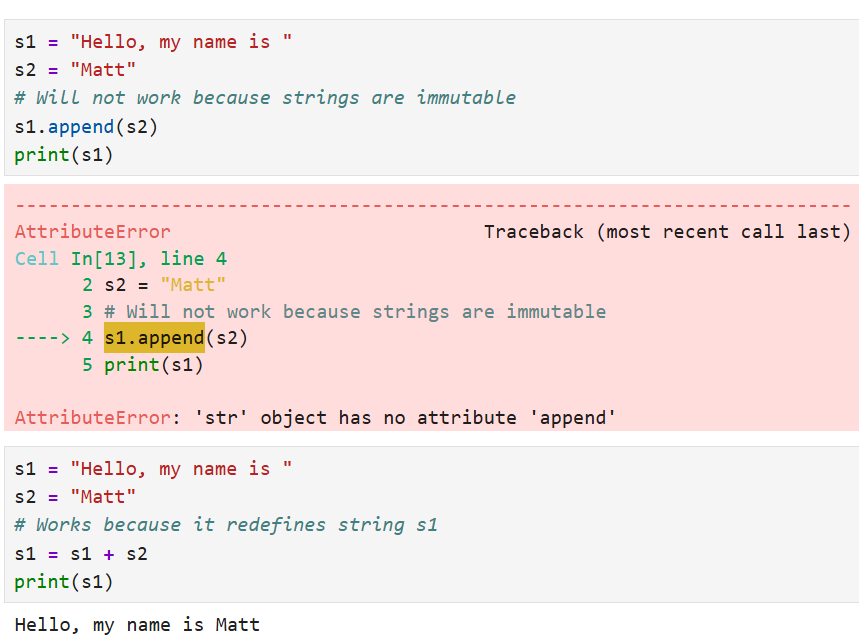 s1 = "Hello, my name is "
s2 = "Matt"
# Will not work because strings are immutable
s1.append(s2)
print(s1)
---------------------------------------------------------------------------
AttributeError                            Traceback (most recent call last)
Cell In[13], line 4
      2 s2 = "Matt"
      3 # Will not work because strings are immutable
----> 4 s1.append(s2)
      5 print(s1)
AttributeError: 'str' object has no attribute 'append'
s1 = "Hello, my name is "
s2 = "Matt"
# Works because it redefines string s1
s1 = s1 + s2
print(s1)
Hello, my name is Matt